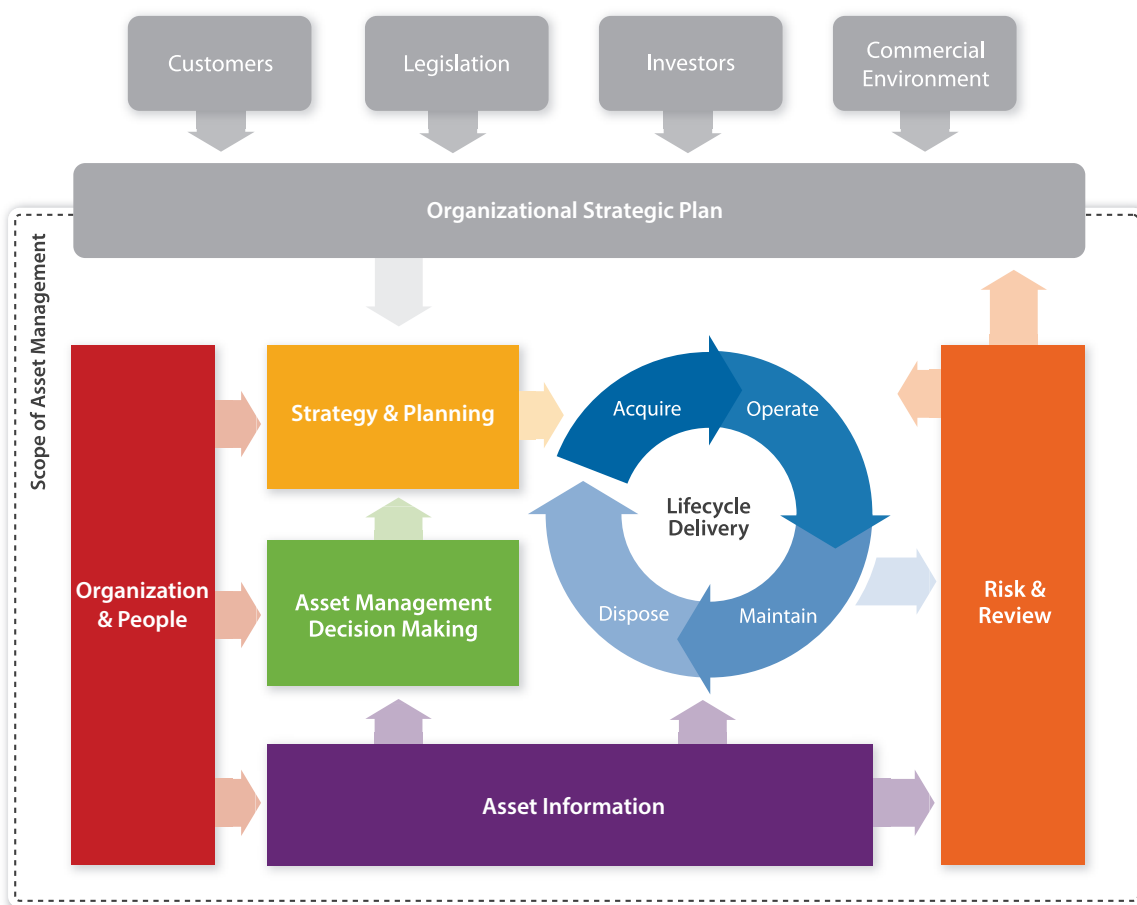 Customers
Legislation
Investors
Commercial
Environment
Organizational Strategic Plan
Scope of Asset Management
Strategy & Planning
Acquire
Operate
Lifecycle
Delivery
Organization
& People
Asset Management
Decision Making
Dispose
Maintain
Risk &
Review
Asset Information